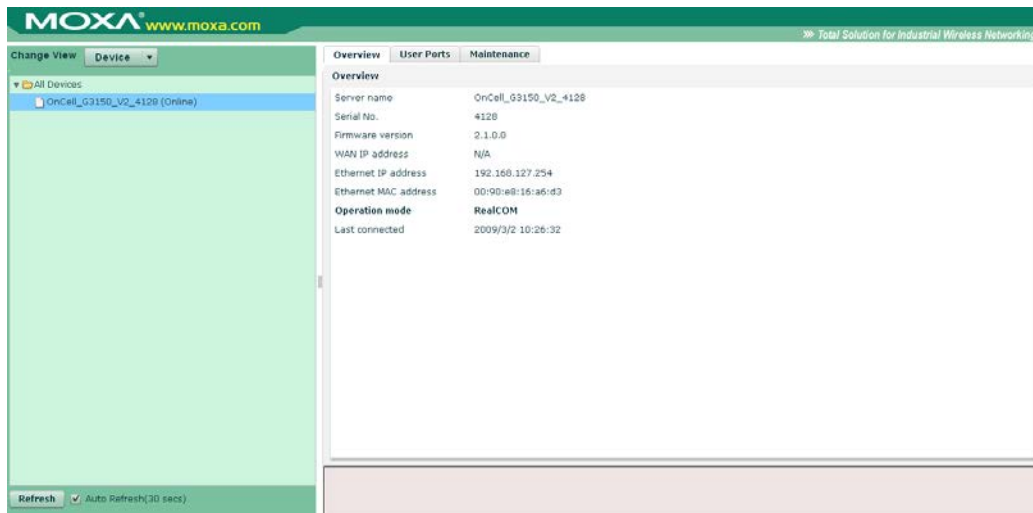 MOXA® www.moxa.com
Total Solution for Industrial Wireless Networking
Change View Device
All Devices
OnCell_G3150_V2_4128 (Online)
Overview User Ports Maintenance
Overview
Server name OnCell_G3150_V2_4128
Serial No. 4128
Firmware version 2.1.0.0
WAN IP address N/A
Ethernet IP address 192.168.127.254
Ethernet MAC address 00:90:e8:16:a6:d3
Operation mode RealCOM
Last connected 2009/3/2 10:26:32
Refresh Auto Refresh(30 secs)